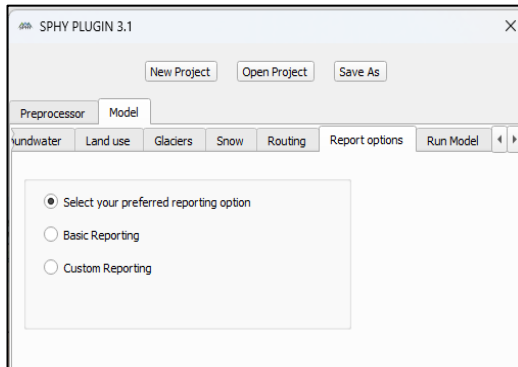 SPHY PLUGIN 3.1
New Project Open Project Save As
Preprocessor Model
undwater Land use Glaciers Snow Routing Report options Run Model
Select your preferred reporting option
Basic Reporting
Custom Reporting